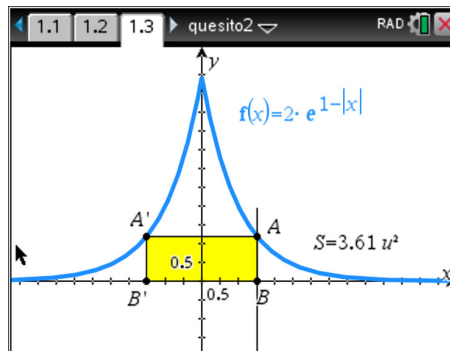 1.1 1.2 1.3 quesito2 RAD
y
f(x)=2· e^1-|x|
A' A
S=3.61 u²
0.5
x
B' 0.5 B